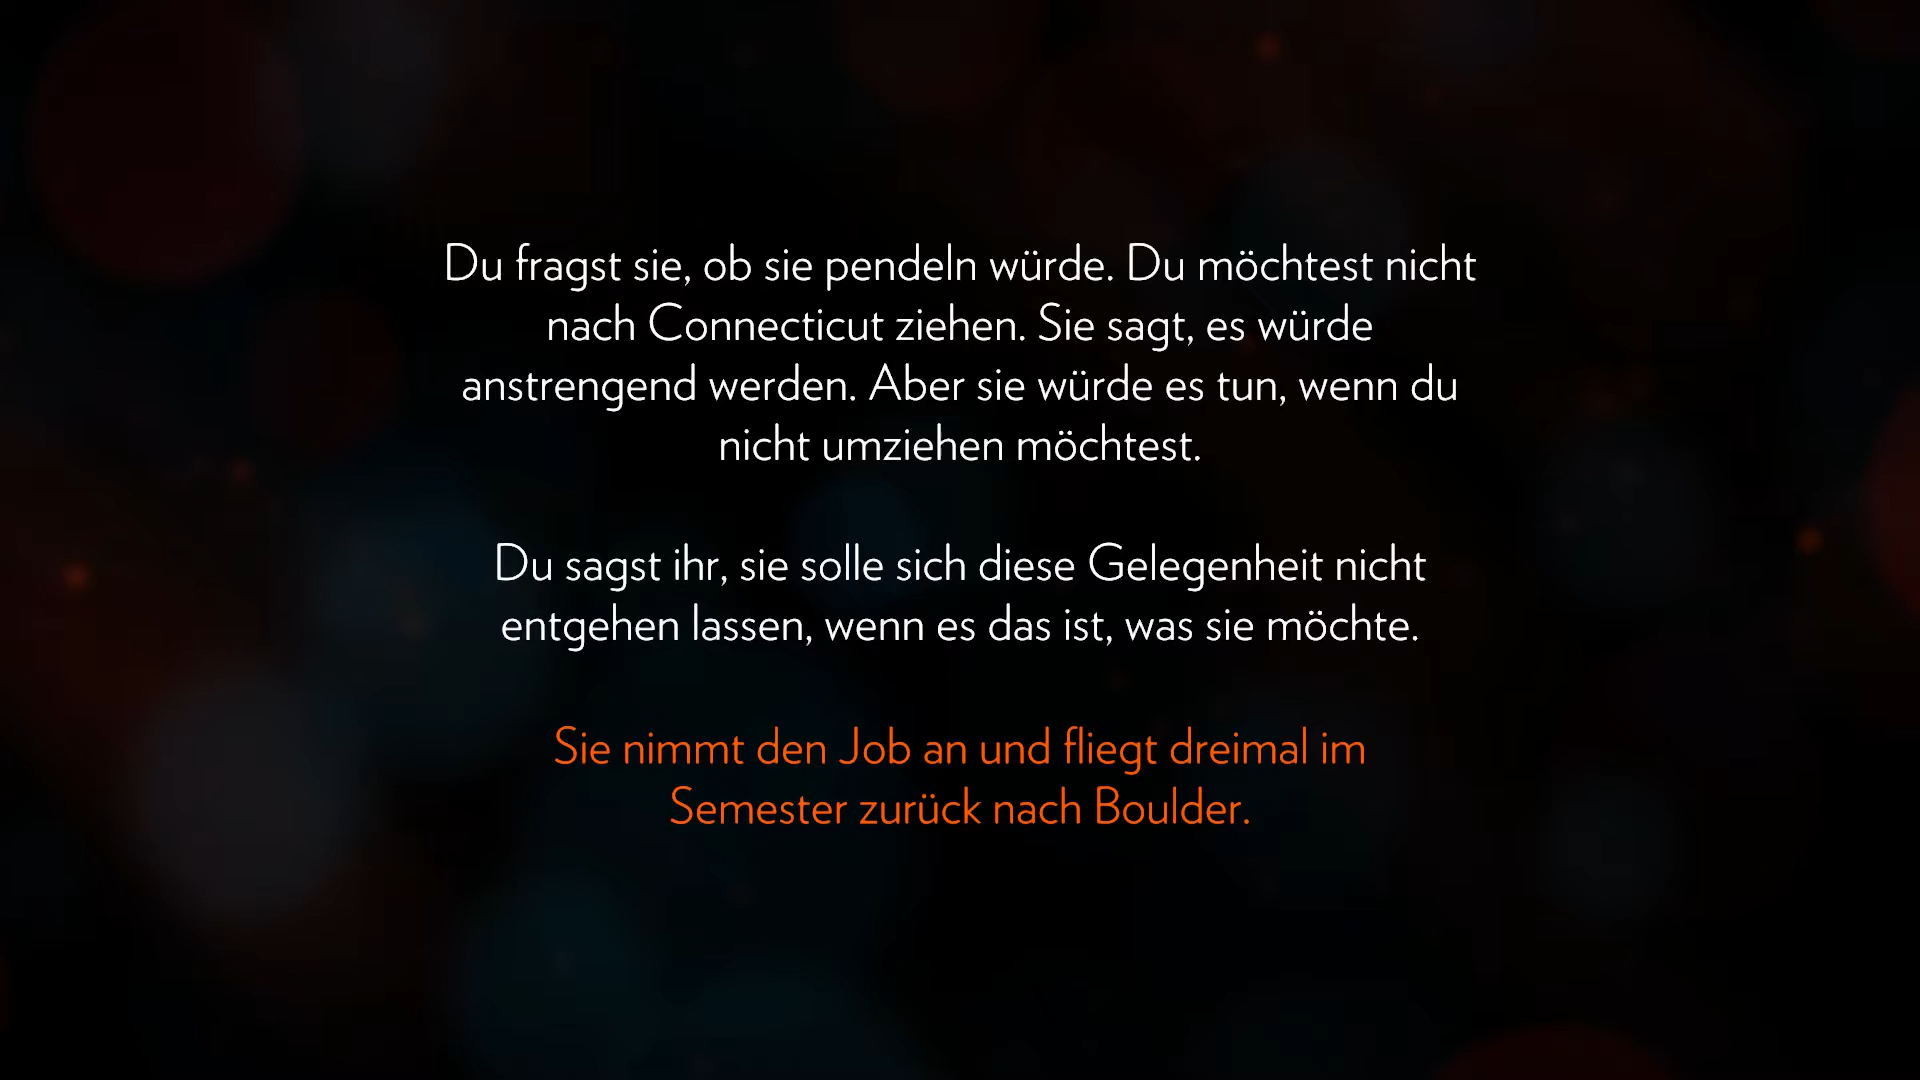 Du fragst sie, ob sie pendeln würde. Du möchtest nicht
nach Connecticut ziehen. Sie sagt, es würde
anstrengend werden. Aber sie würde es tun, wenn du
nicht umziehen möchtest.
Du sagst ihr, sie solle sich diese Gelegenheit nicht
entgehen lassen, wenn es das ist, was sie möchte.
Sie nimmt den Job an und fliegt dreimal im
Semester zurück nach Boulder.